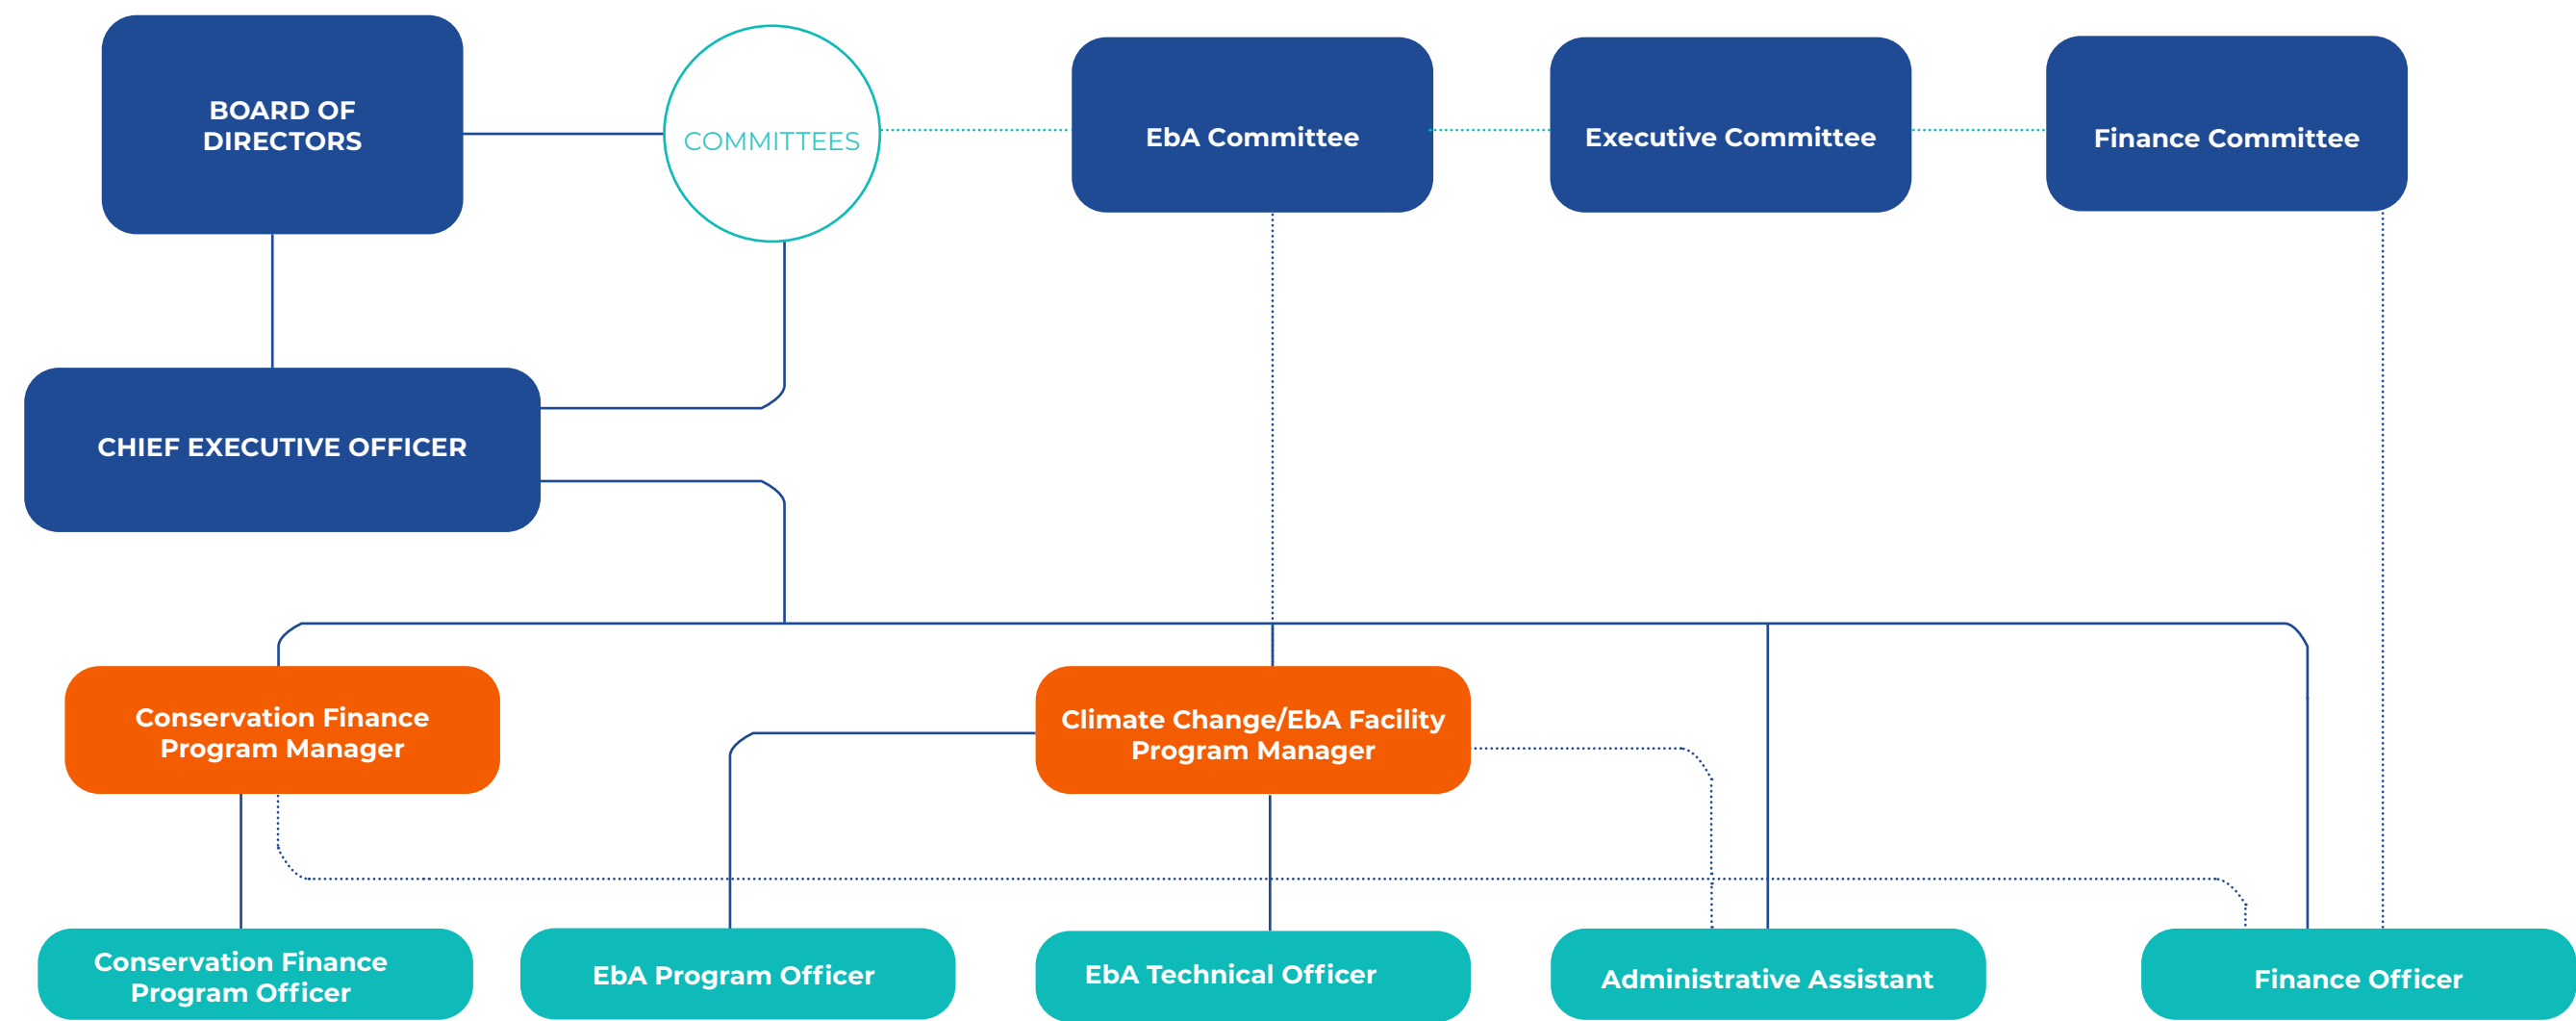 BOARD OF
DIRECTORS
COMMITTEES
EbA Committee
Executive Committee
Finance Committee
CHIEF EXECUTIVE OFFICER
Conservation Finance
Program Manager
Climate Change/EbA Facility
Program Manager
Conservation Finance
Program Officer
EbA Program Officer
EbA Technical Officer
Administrative Assistant
Finance Officer